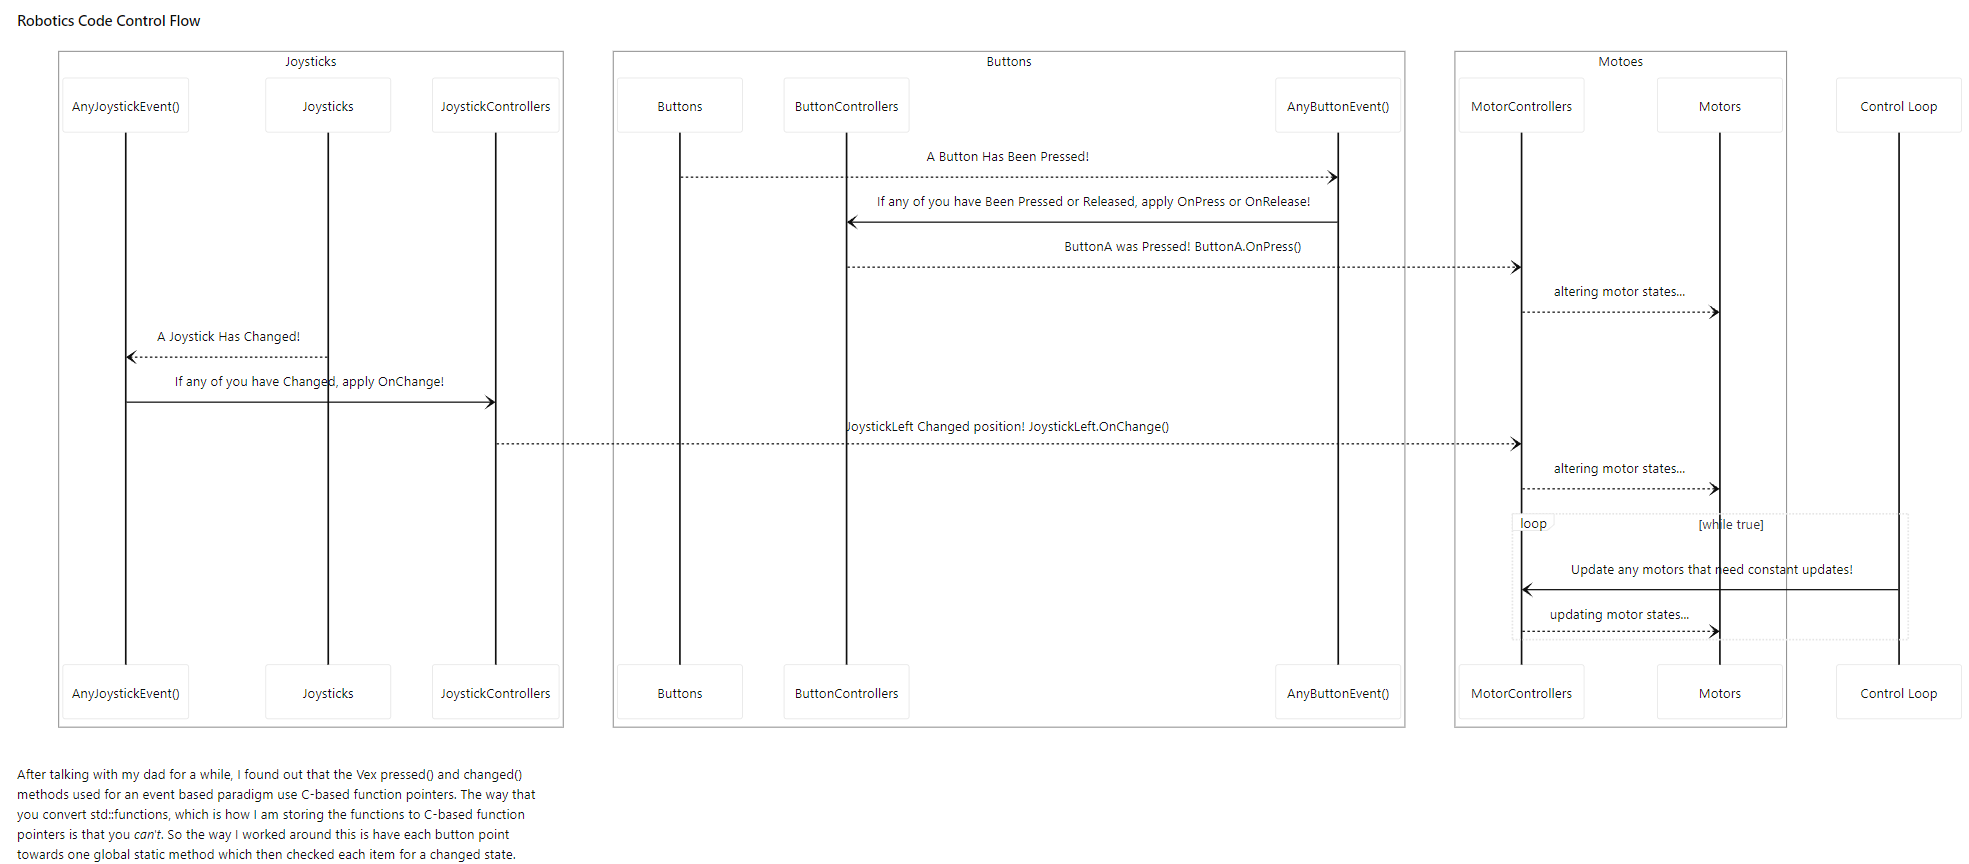 Robotics Code Control Flow
Joysticks
Buttons
Motoes
AnyJoystickEvent()
Joysticks
JoystickControllers
Buttons
ButtonControllers
AnyButtonEvent()
MotorControllers
Motors
Control Loop
A Button Has Been Pressed!
If any of you have Been Pressed or Released, apply OnPress or OnRelease!
ButtonA was Pressed! ButtonA.OnPress()
altering motor states...
A Joystick Has Changed!
If any of you have Changed, apply OnChange!
JoystickLeft Changed position! JoystickLeft.OnChange()
altering motor states...
loop
[while true]
Update any motors that need constant updates!
updating motor states...
AnyJoystickEvent()
Joysticks
JoystickControllers
Buttons
ButtonControllers
AnyButtonEvent()
MotorControllers
Motors
Control Loop
After talking with my dad for a while, I found out that the Vex pressed() and changed()
methods used for an event based paradigm use C-based function pointers. The way that
you convert std::functions, which is how I am storing the functions to C-based function
pointers is that you can't. So the way I worked around this is have each button point
towards one global static method which then checked each item for a changed state.